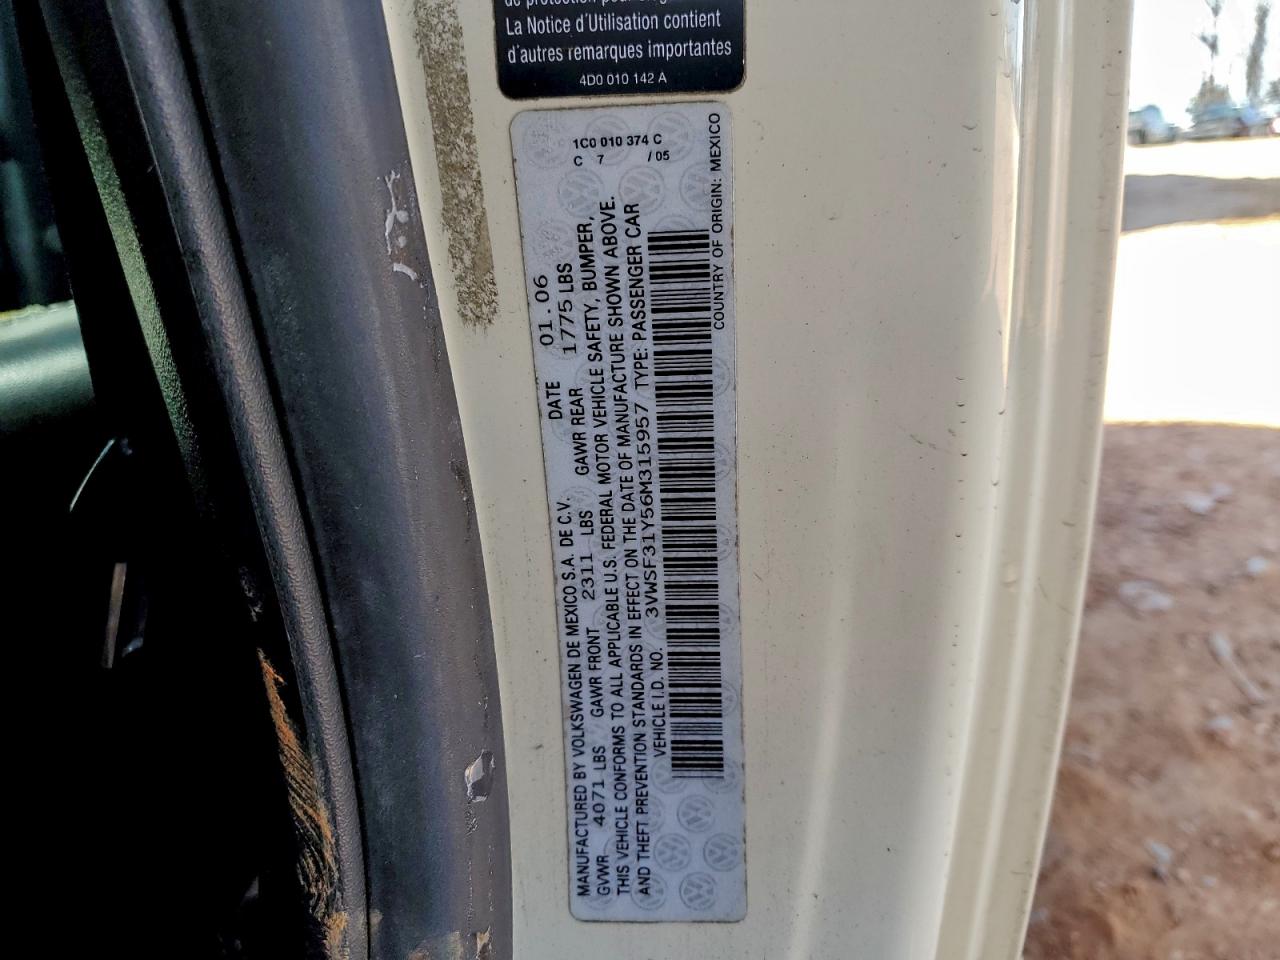 La Notice d'Utilisation contient
d'autres remarques importantes
4D0 010 142 A
1C0 010 374 C
C 7 /05
MANUFACTURED BY VOLKSWAGEN DE MEXICO S.A. DE C.V. DATE 01.06
GVWR 4071 LBS GAWR FRONT 2311 LBS GAWR REAR 1775 LBS
THIS VEHICLE CONFORMS TO ALL APPLICABLE U.S. FEDERAL MOTOR VEHICLE SAFETY, BUMPER,
AND THEFT PREVENTION STANDARDS IN EFFECT ON THE DATE OF MANUFACTURE SHOWN ABOVE.
VEHICLE I.D. NO. 3VWSF31Y56M315957 TYPE: PASSENGER CAR
COUNTRY OF ORIGIN: MEXICO